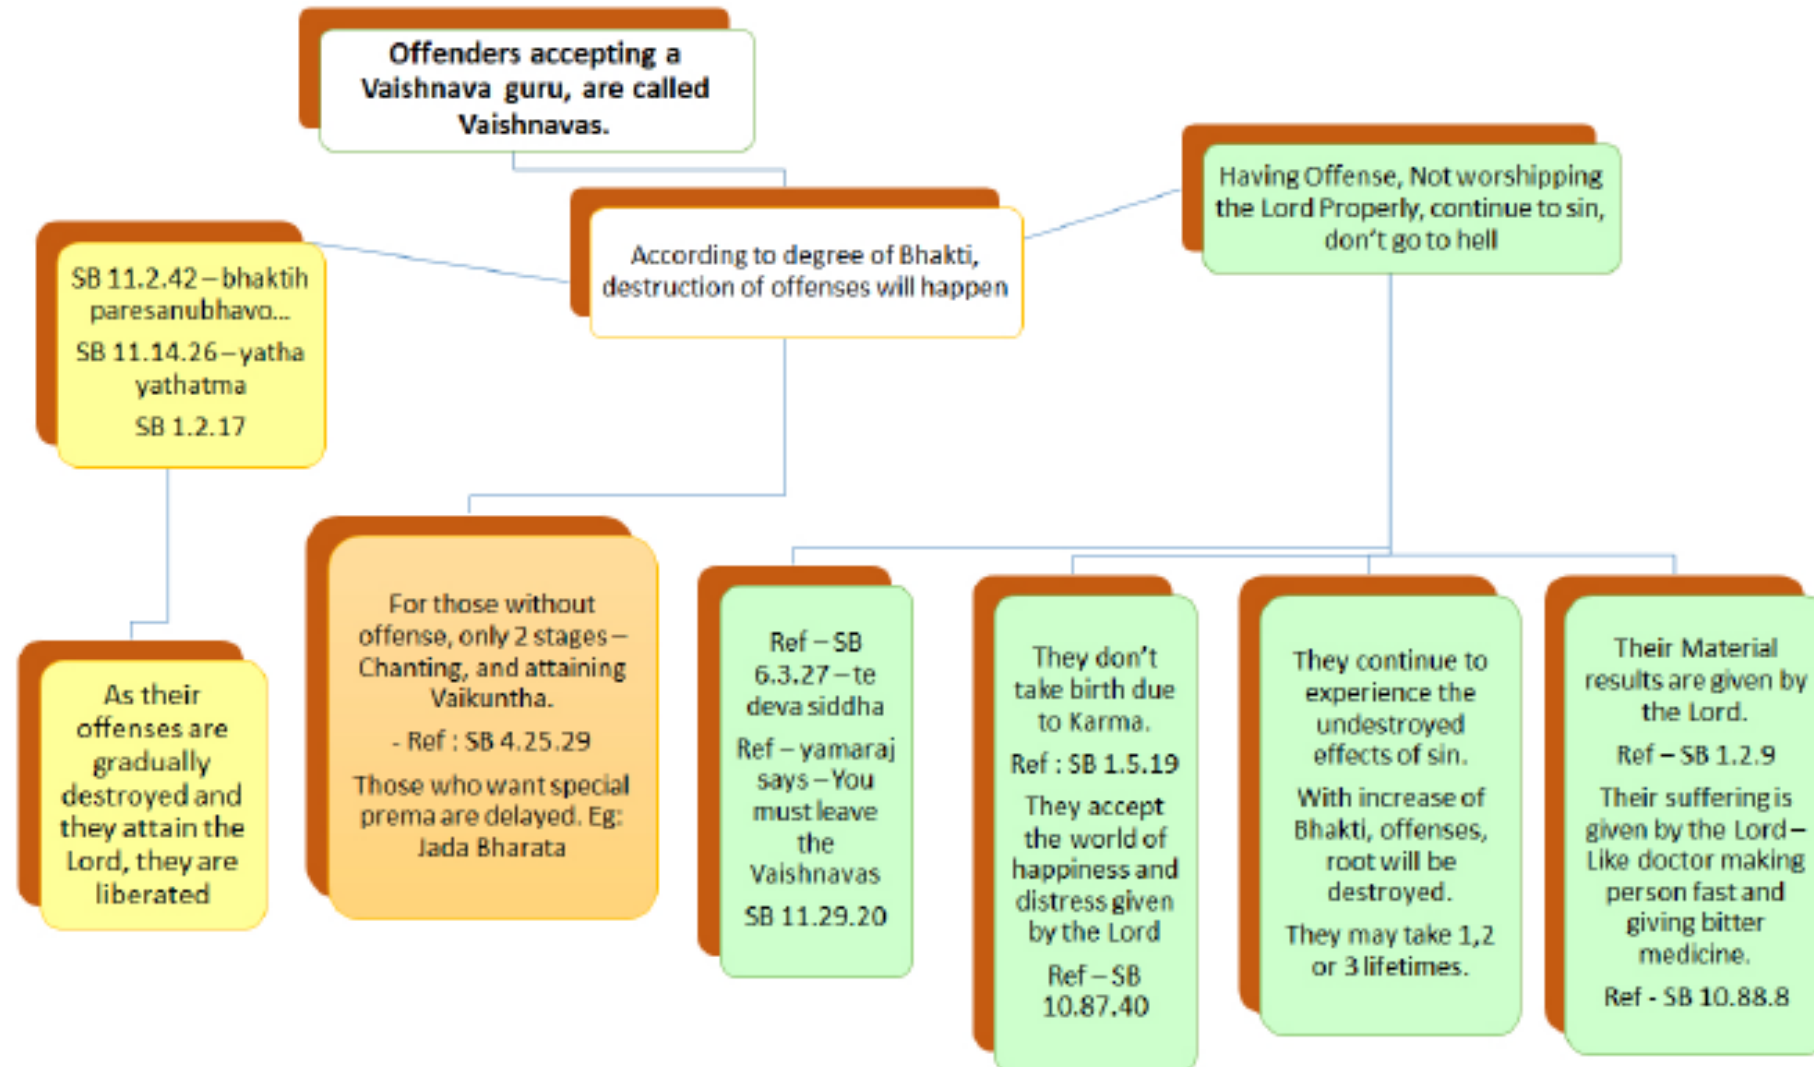 Offenders accepting a
Vaishnava guru, are called
Vaishnavas.
According to degree of Bhakti,
destruction of offenses will happen
Having Offense, Not worshipping
the Lord Properly, continue to sin,
don't go to hell
SB 11.2.42 – bhaktih
paresanubhavo...
SB 11.14.26 – yatha
yathatma
SB 1.2.17
As their
offenses are
gradually
destroyed and
they attain the
Lord, they are
liberated
For those without
offense, only 2 stages –
Chanting, and attaining
Vaikuntha.
- Ref : SB 4.25.29
Those who want special
prema are delayed. Eg:
Jada Bharata
Ref – SB
6.3.27 – te
deva siddha
Ref – yamaraj
says – You
must leave
the
Vaishnavas
SB 11.29.20
They don't
take birth due
to Karma.
Ref : SB 1.5.19
They accept
the world of
happiness and
distress given
by the Lord
Ref – SB
10.87.40
They continue to
experience the
undestroyed
effects of sin.
With increase of
Bhakti, offenses,
root will be
destroyed.
They may take 1,2
or 3 lifetimes.
Their Material
results are given by
the Lord.
Ref – SB 1.2.9
Their suffering is
given by the Lord –
Like doctor making
person fast and
giving bitter
medicine.
Ref - SB 10.88.8